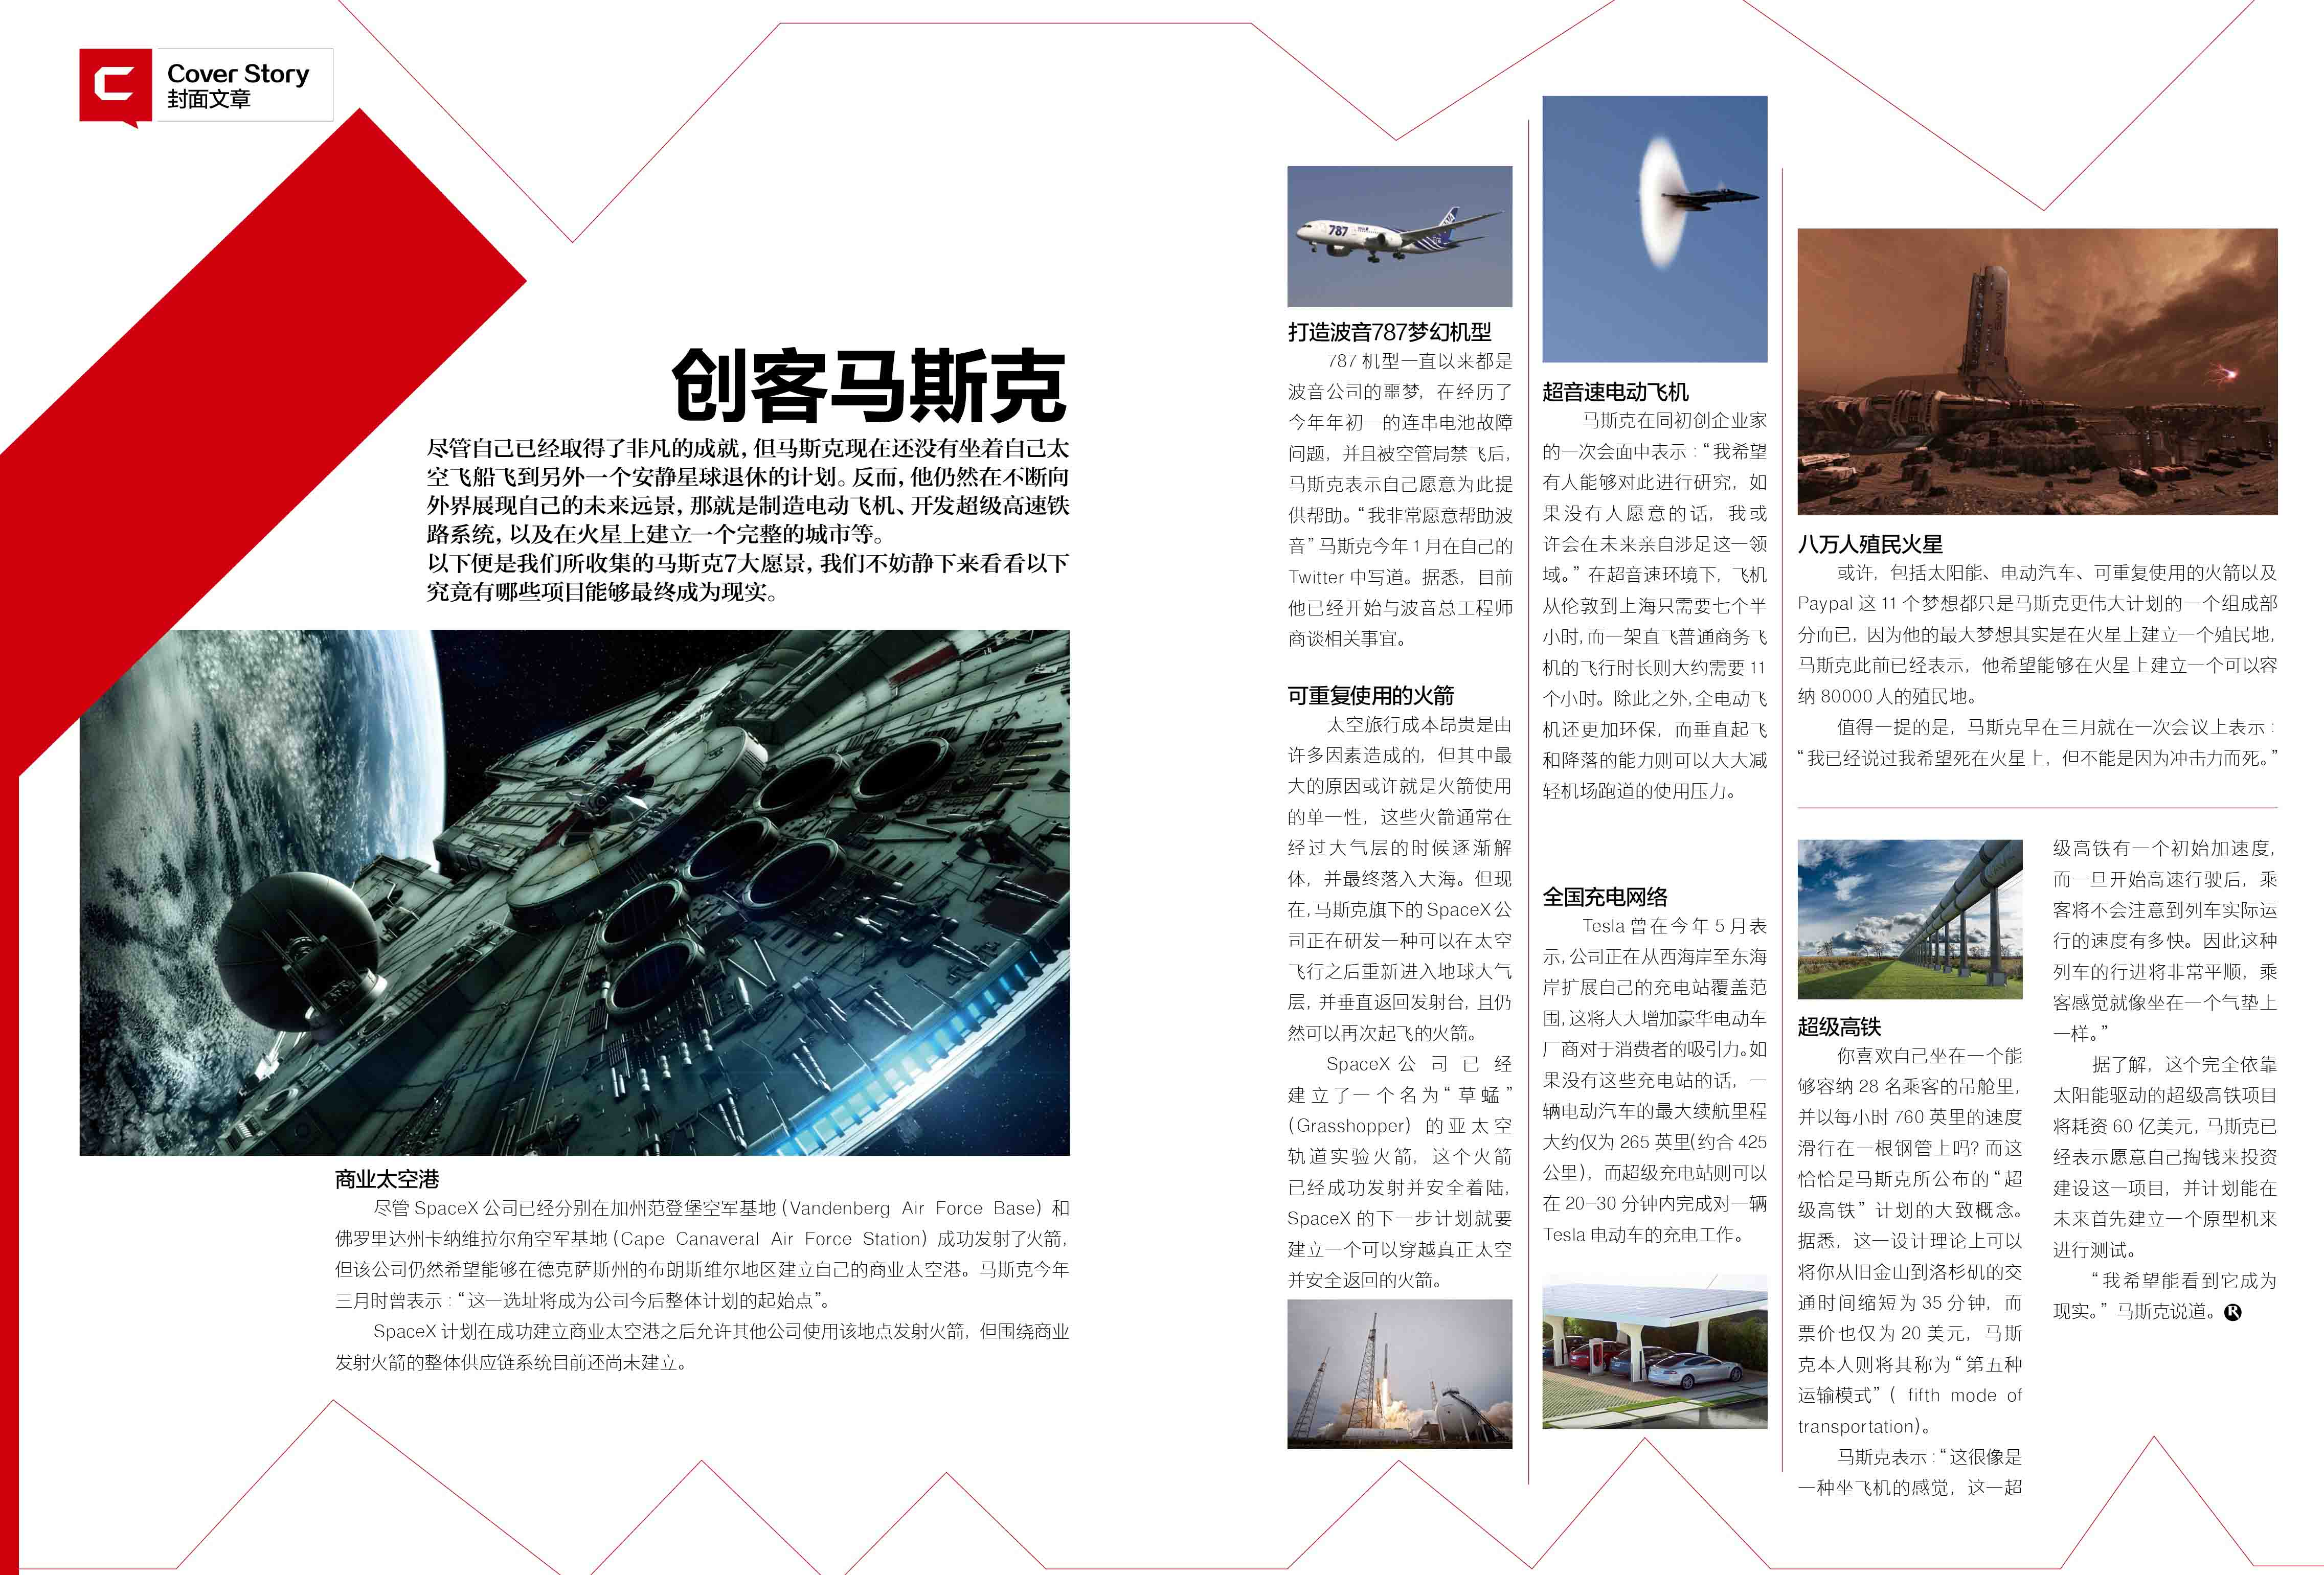 Cover Story
封面文章
创客马斯克
尽管自己已经取得了非凡的成就，但马斯克现在还没有坐着自己太
空飞船飞到另外一个安静星球退休的计划。反而，他仍然在不断向
外界展现自己的未来远景，那就是制造电动飞机、开发超级高速铁
路系统，以及在火星上建立一个完整的城市等。
以下便是我们所收集的马斯克7大愿景，我们不妨静下来看看以下
究竟有哪些项目能够最终成为现实。
商业太空港
尽管 SpaceX 公司已经分别在加州范登堡空军基地（Vandenberg Air Force Base）和
佛罗里达州卡纳维拉尔角空军基地（Cape Canaveral Air Force Station）成功发射了火箭，
但该公司仍然希望能够在德克萨斯州的布朗斯维尔地区建立自己的商业太空港。马斯克今年
三月时曾表示：“这一选址将成为公司今后整体计划的起始点”。
SpaceX 计划在成功建立商业太空港之后允许其他公司使用该地点发射火箭，但围绕商业
发射火箭的整体供应链系统目前还尚未建立。
787
打造波音787梦幻机型
787 机型一直以来都是
波音公司的噩梦，在经历了
今年年初一的连串电池故障
问题，并且被空管局禁飞后，
马斯克表示自己愿意为此提
供帮助。“我非常愿意帮助波
音”马斯克今年 1 月在自己的
Twitter 中写道。据悉，目前
他已经开始与波音总工程师
商谈相关事宜。
可重复使用的火箭
太空旅行成本昂贵是由
许多因素造成的，但其中最
大的原因或许就是火箭使用
的单一性，这些火箭通常在
经过大气层的时候逐渐解
体，并最终落入大海。但现
在，马斯克旗下的 SpaceX 公
司正在研发一种可以在太空
飞行之后重新进入地球大气
层，并垂直返回发射台，且仍
然可以再次起飞的火箭。
SpaceX 公司已经
建立了一个名为“草蜢”
（Grasshopper）的亚太空
轨道实验火箭，这个火箭
已经成功发射并安全着陆，
SpaceX 的下一步计划就要
建立一个可以穿越真正太空
并安全返回的火箭。
超音速电动飞机
马斯克在同初创企业家
的一次会面中表示：“我希望
有人能够对此进行研究，如
果没有人愿意的话，我或
许会在未来亲自涉足这一领
域。”在超音速环境下，飞机
从伦敦到上海只需要七个半
小时，而一架直飞普通商务飞
机的飞行时长则大约需要 11
个小时。除此之外，全电动飞
机还更加环保，而垂直起飞
和降落的能力则可以大大减
轻机场跑道的使用压力。
全国充电网络
Tesla 曾在今年 5 月表
示，公司正在从西海岸至东海
岸扩展自己的充电站覆盖范
围，这将大大增加豪华电动车
厂商对于消费者的吸引力。如
果没有这些充电站的话，一
辆电动汽车的最大续航里程
大约仅为 265 英里（约合 425
公里），而超级充电站则可以
在 20-30 分钟内完成对一辆
Tesla 电动车的充电工作。
八万人殖民火星
或许，包括太阳能、电动汽车、可重复使用的火箭以及
Paypal 这 11 个梦想都只是马斯克更伟大计划的一个组成部
分而已，因为他的最大梦想其实是在火星上建立一个殖民地，
马斯克此前已经表示，他希望能够在火星上建立一个可以容
纳 80000 人的殖民地。
值得一提的是，马斯克早在三月就在一次会议上表示：
“我已经说过我希望死在火星上，但不能是因为冲击力而死。”
超级高铁
你喜欢自己坐在一个能
够容纳 28 名乘客的吊舱里，
并以每小时 760 英里的速度
滑行在一根钢管上吗？而这
恰恰是马斯克所公布的“超
级高铁”计划的大致概念。
据悉，这一设计理论上可以
将你从旧金山到洛杉矶的交
通时间缩短为 35 分钟，而
票价也仅为 20 美元，马斯
克本人则将其称为“第五种
运输模式”（ fifth mode of
transportation）。
马斯克表示：“这很像是
一种坐飞机的感觉，这一超
级高铁有一个初始加速度，
而一旦开始高速行驶后，乘
客将不会注意到列车实际运
行的速度有多快。因此这种
列车的行进将非常平顺，乘
客感觉就像坐在一个气垫上
一样。”
据了解，这个完全依靠
太阳能驱动的超级高铁项目
将耗资 60 亿美元，马斯克已
经表示愿意自己掏钱来投资
建设这一项目，并计划能在
未来首先建立一个原型机来
进行测试。
“我希望能看到它成为
现实。”马斯克说道。R